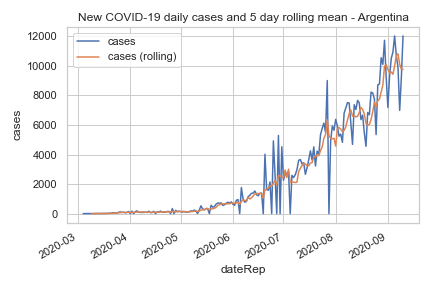 New COVID-19 daily cases and 5 day rolling mean - Argentina
cases
cases (rolling)
12000
10000
8000
6000
4000
2000
0
cases
2020-03
2020-04
2020-05
2020-06
2020-07
2020-08
2020-09
dateRep